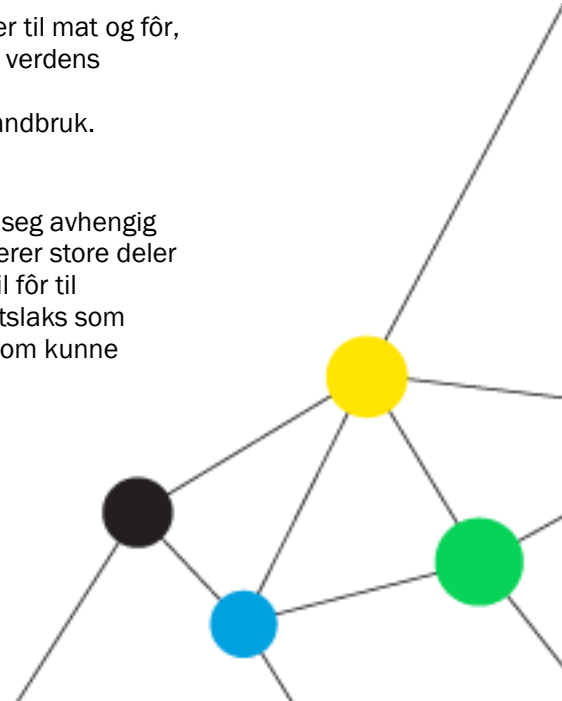 er til mat og fôr,
verdens
andbruk.
seg avhengig
erer store deler
il fôr til
tslaks som
om kunne